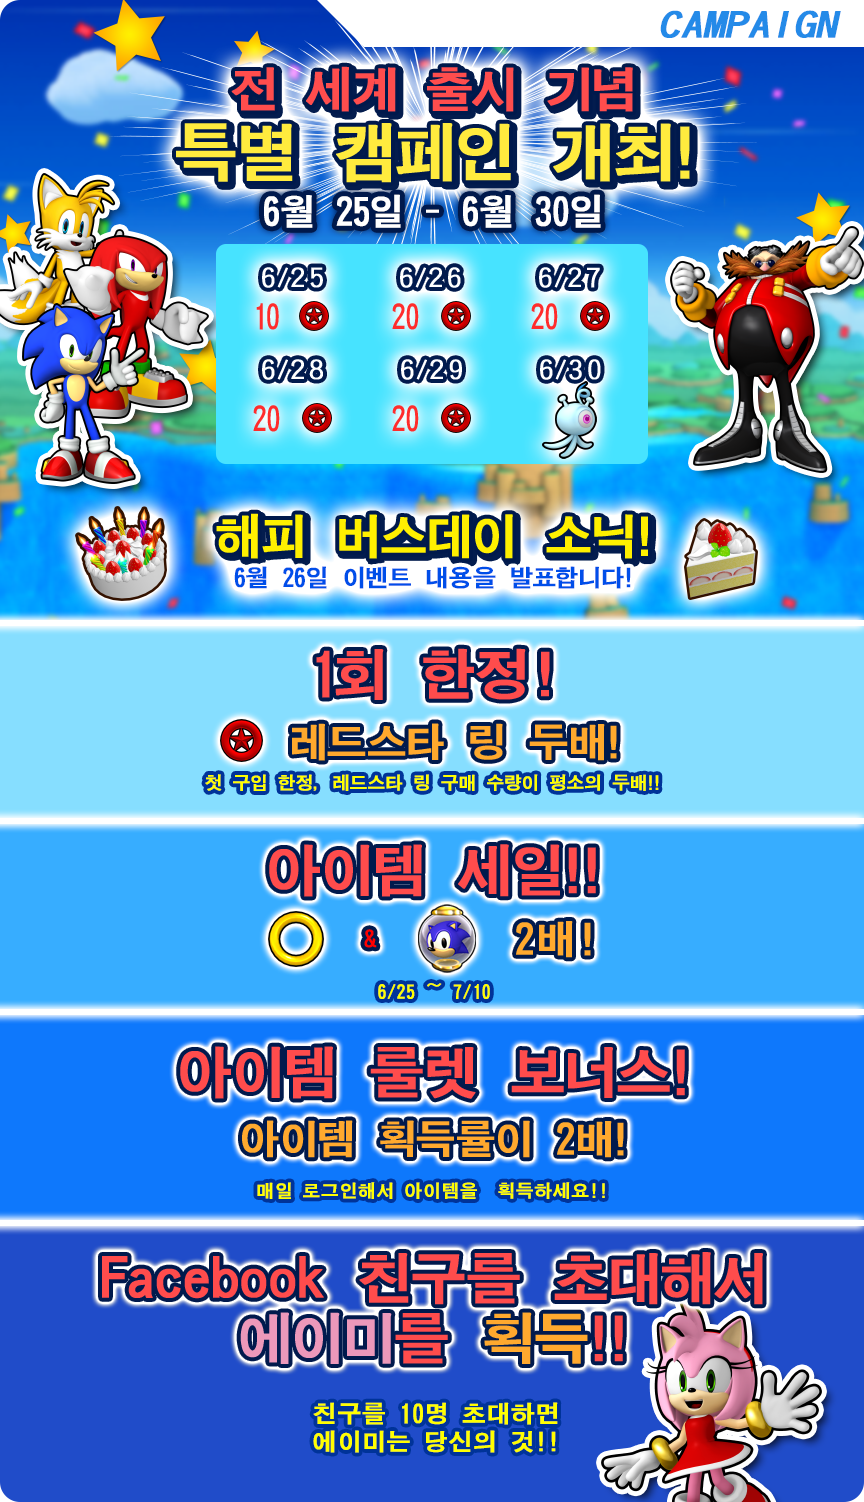 CAMPAIGN
전 세계 출시 기념
특별 캠페인 개최!
6월 25일 - 6월 30일
6/25 6/26 6/27
10 20 20
6/28 6/29 6/30
20 20
해피 버스데이 소닉!
6월 26일 이벤트 내용을 발표합니다!
1회 한정!
레드스타 링 두배!
첫 구입 한정, 레드스타 링 구매 수량이 평소의 두배!!
아이템 세일!!
& 2배!
6/25 ~ 7/10
아이템 룰렛 보너스!
아이템 획득률이 2배!
매일 로그인해서 아이템을 획득하세요!!
Facebook 친구를 초대해서
에이미를 획득!!
친구를 10명 초대하면
에이미는 당신의 것!!